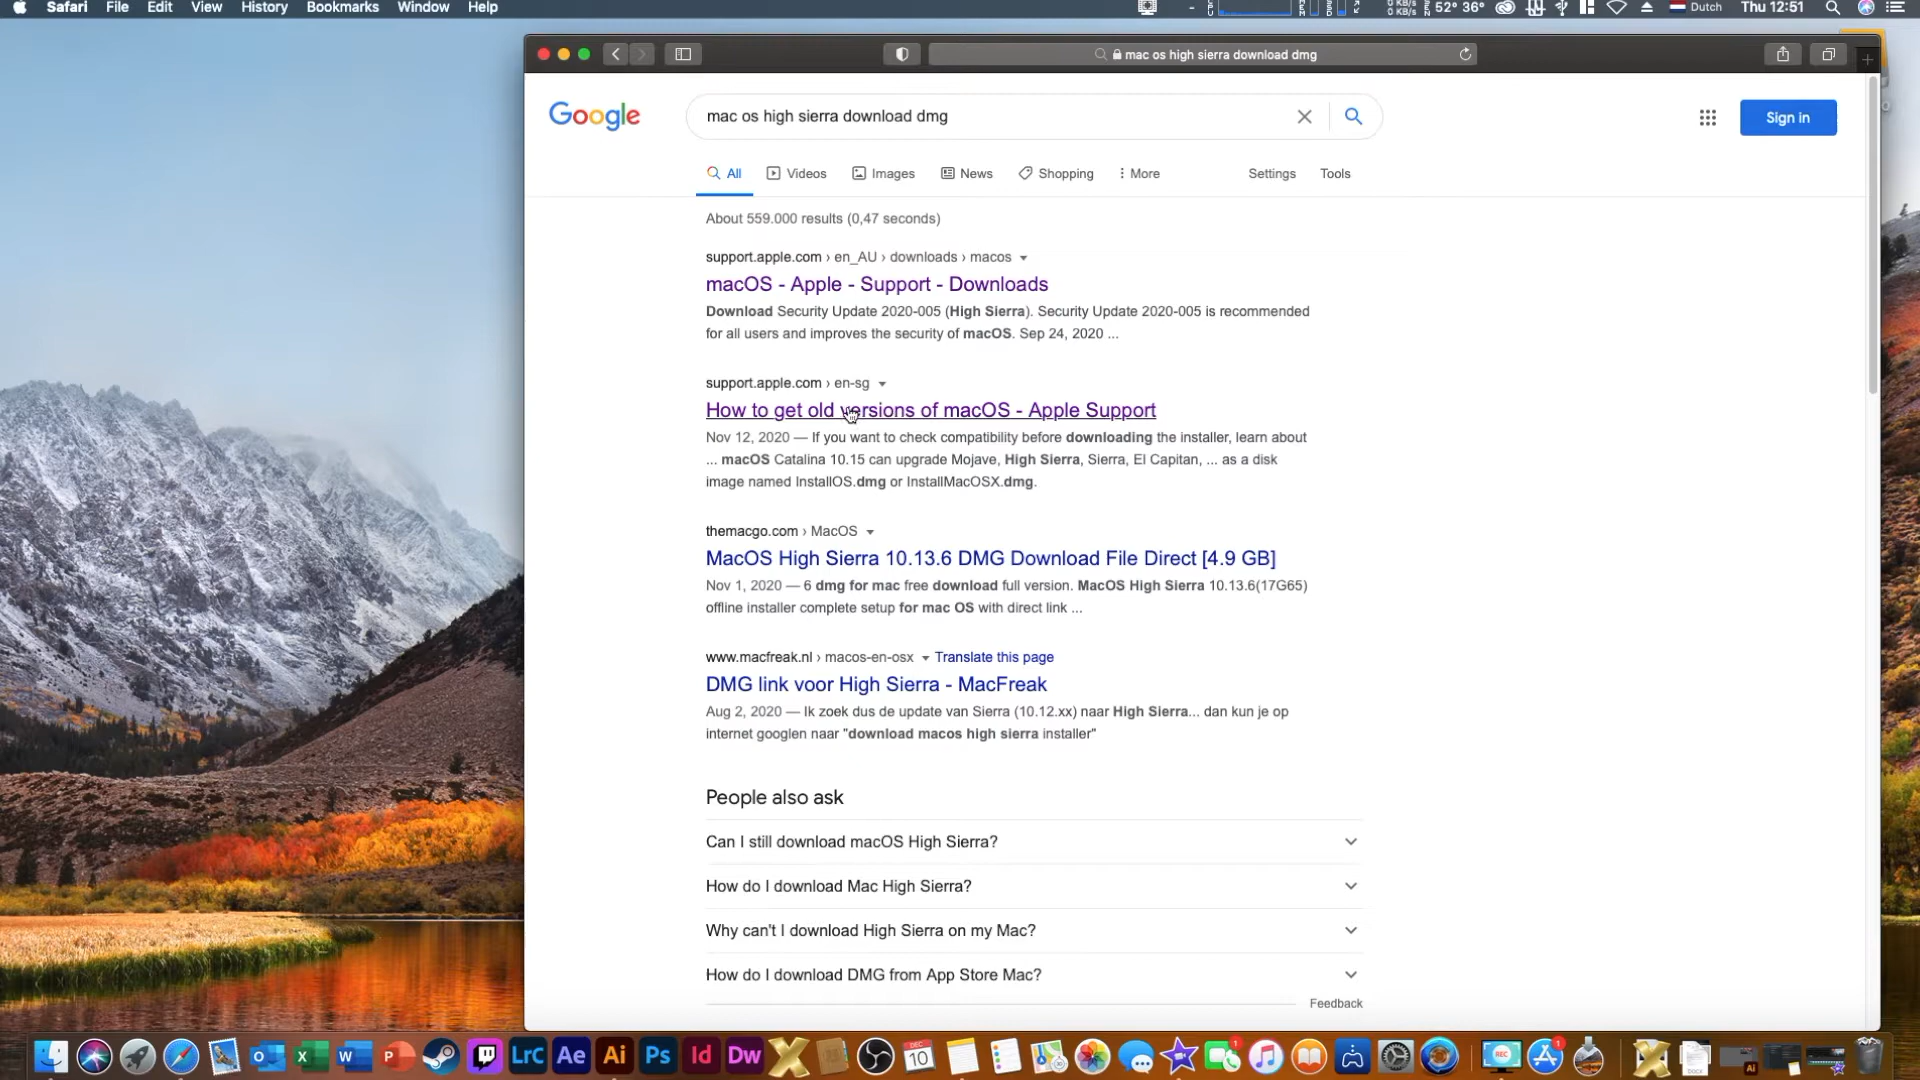 Safari File Edit View History Bookmarks Window Help
52° 36° Dutch Thu 12:51
mac os high sierra download dmg
Google
mac os high sierra download dmg
Sign in
All Videos Images News Shopping More Settings Tools
About 559.000 results (0,47 seconds)
support.apple.com › en_AU › downloads › macos
macOS - Apple - Support - Downloads
Download Security Update 2020-005 (High Sierra). Security Update 2020-005 is recommended
for all users and improves the security of macOS. Sep 24, 2020 ...
support.apple.com › en-sg
How to get old versions of macOS - Apple Support
Nov 12, 2020 — If you want to check compatibility before downloading the installer, learn about
... macOS Catalina 10.15 can upgrade Mojave, High Sierra, Sierra, El Capitan, ... as a disk
image named InstallOS.dmg or InstallMacOSX.dmg.
themacgo.com › MacOS
MacOS High Sierra 10.13.6 DMG Download File Direct [4.9 GB]
Nov 1, 2020 — 6 dmg for mac free download full version. MacOS High Sierra 10.13.6(17G65)
offline installer complete setup for mac OS with direct link ...
www.macfreak.nl › macos-en-osx Translate this page
DMG link voor High Sierra - MacFreak
Aug 2, 2020 — Ik zoek dus de update van Sierra (10.12.xx) naar High Sierra... dan kun je op
internet googlen naar "download macos high sierra installer"
People also ask
Can I still download macOS High Sierra?
How do I download Mac High Sierra?
Why can't I download High Sierra on my Mac?
How do I download DMG from App Store Mac?
Feedback
LrC Ae Ai Ps Id Dw DEC 10 REC